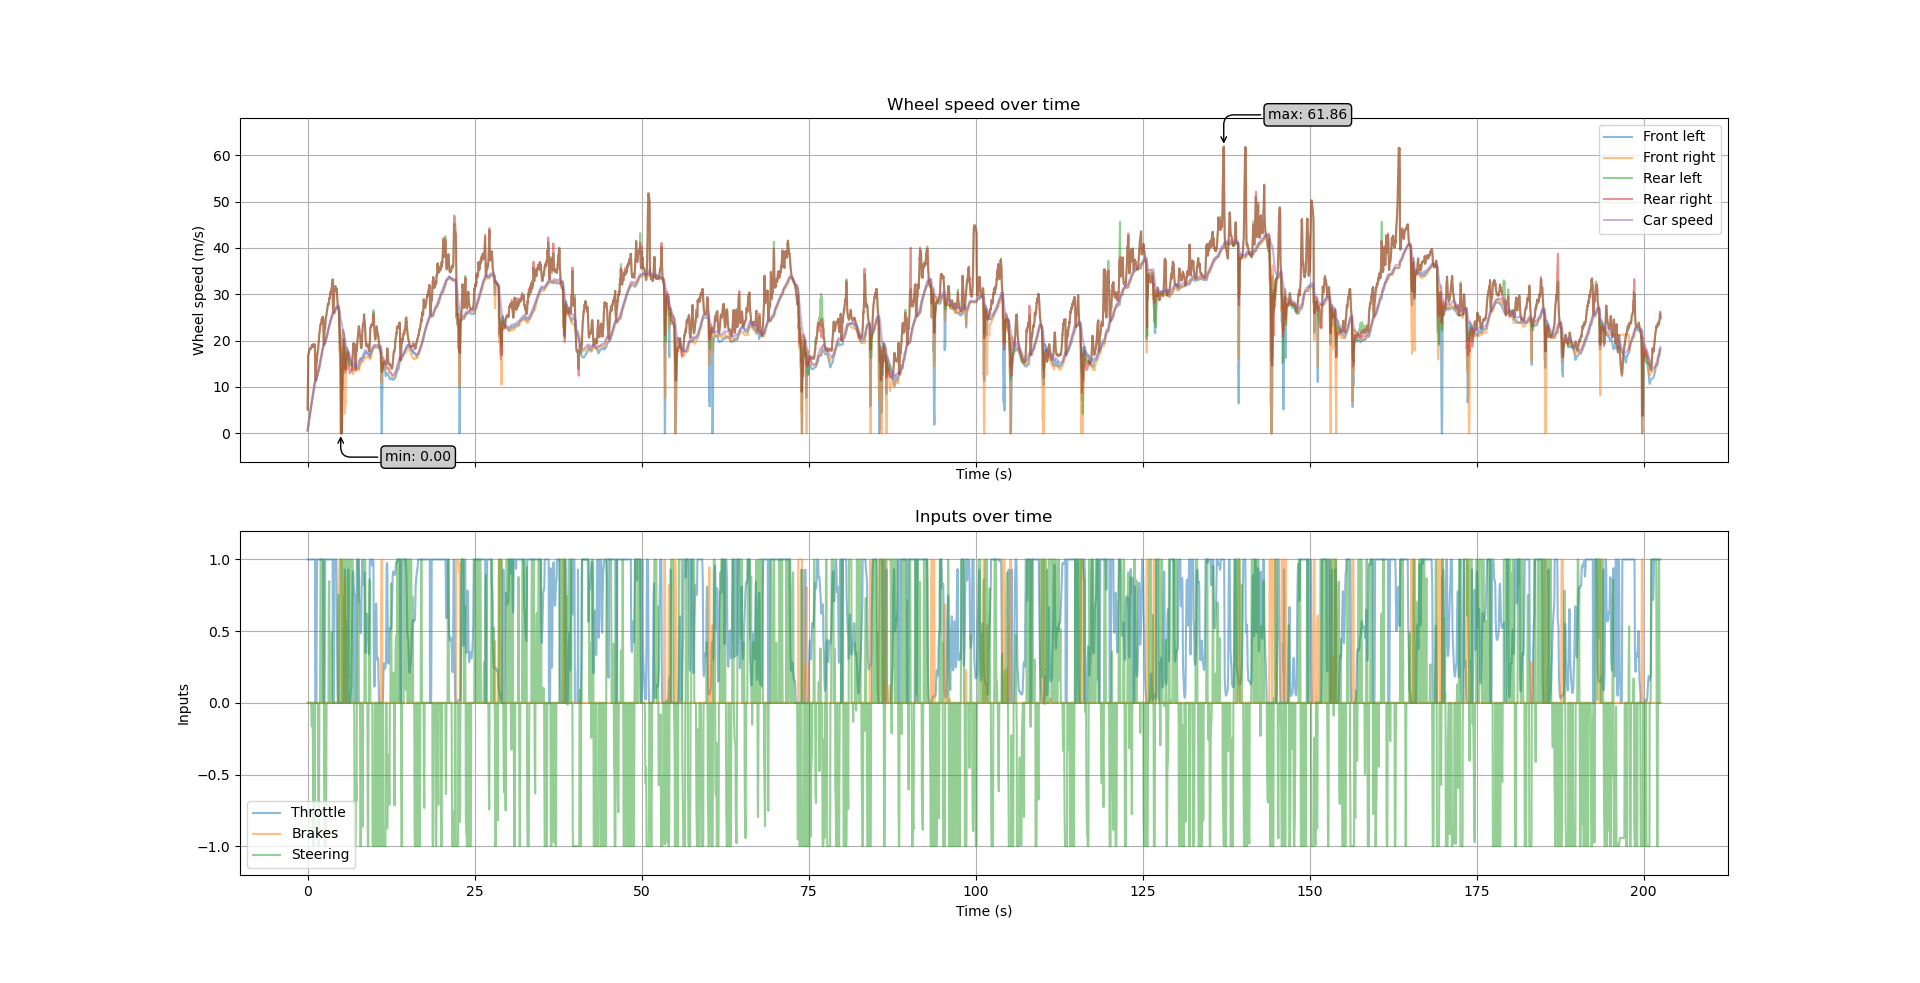 Wheel speed over time
max: 61.86
Wheel speed (m/s)
60
50
40
30
20
10
0
Front left
Front right
Rear left
Rear right
Car speed
min: 0.00
Time (s)
Inputs over time
Inputs
1.0
0.5
0.0
−0.5
−1.0
Throttle
Brakes
Steering
0 25 50 75 100 125 150 175 200
Time (s)